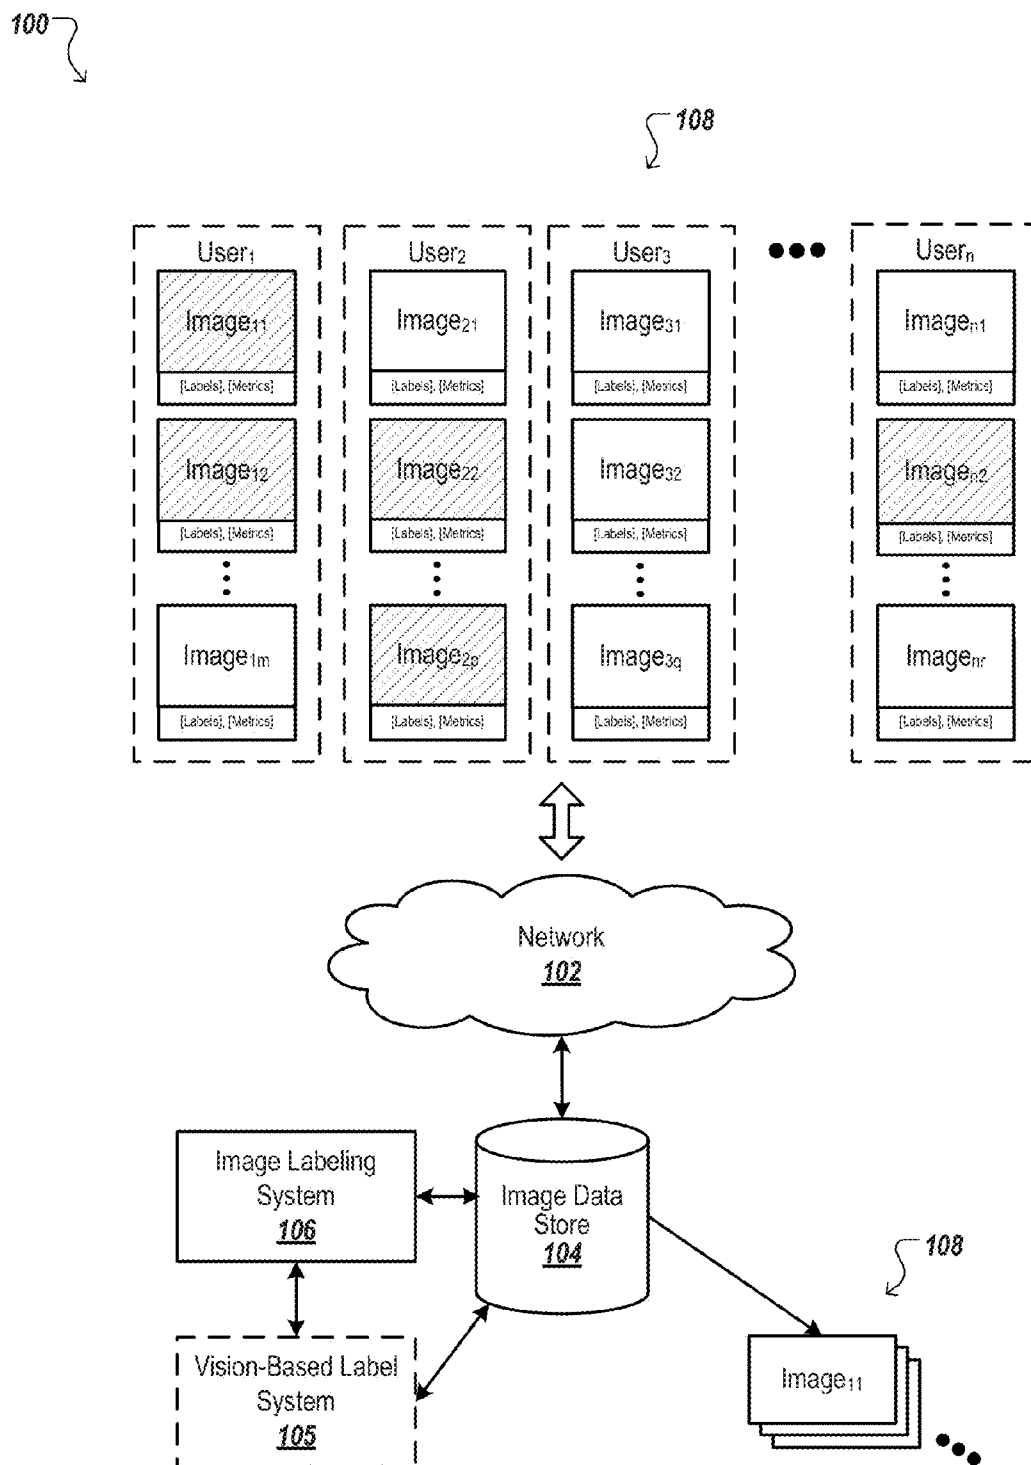 100
108
User₁ User₂ User₃ Userₙ
Image₁₁ Image₂₁ Image₃₁ Imageₙ₁
{Labels}, {Metrics} {Labels}, {Metrics} {Labels}, {Metrics} {Labels}, {Metrics}
Image₁₂ Image₂₂ Image₃₂ Imageₙ₂
{Labels}, {Metrics} {Labels}, {Metrics} {Labels}, {Metrics} {Labels}, {Metrics}
Image₁ₘ Image₂ₚ Image₃q Imageₙᵣ
{Labels}, {Metrics} {Labels}, {Metrics} {Labels}, {Metrics} {Labels}, {Metrics}
Network
102
Image Labeling
System
106
Image Data
Store
104
108
Vision-Based Label
System
105
Image₁₁